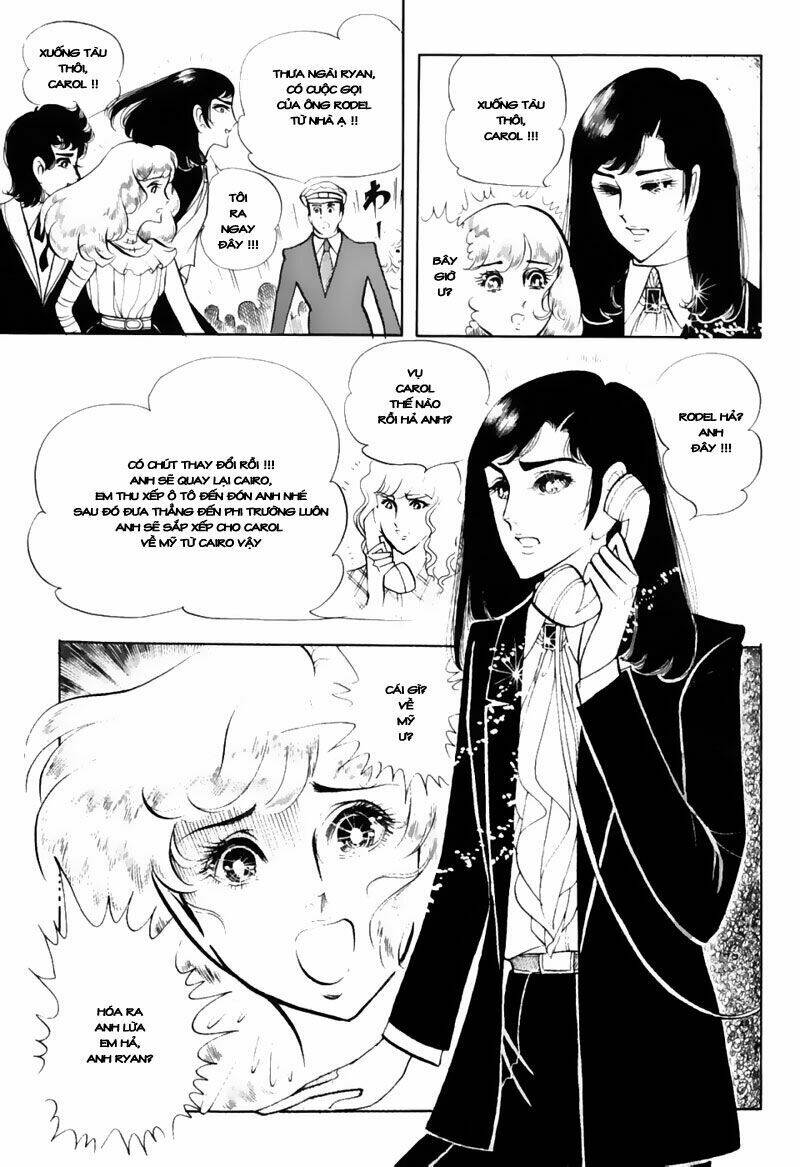 XUỐNG TÀU
THÔI,
CAROL !!!
BÂY
GIỜ
Ư?
THƯA NGÀI RYAN,
CÓ CUỘC GỌI
CỦA ÔNG RODEL
TỪ NHÀ Ạ !!
XUỐNG TÀU
THÔI,
CAROL !!
TÔI
RA
NGAY
ĐÂY !!!
わー
RODEL HẢ?
ANH
ĐÂY !!!
VỤ
CAROL
THẾ NÀO
RỒI HẢ ANH?
CÓ CHÚT THAY ĐỔI RỒI !!!
ANH SẼ QUAY LẠI CAIRO,
EM THU XẾP Ô TÔ ĐẾN ĐÓN ANH NHÉ
SAU ĐÓ ĐƯA THẲNG ĐẾN PHI TRƯỜNG LUÔN
ANH SẼ SẮP XẾP CHO CAROL
VỀ MỸ TỪ CAIRO VẬY
CÁI GÌ?
VỀ
MỸ
Ư?
HÓA RA
ANH LỪA
EM HẢ,
ANH RYAN?